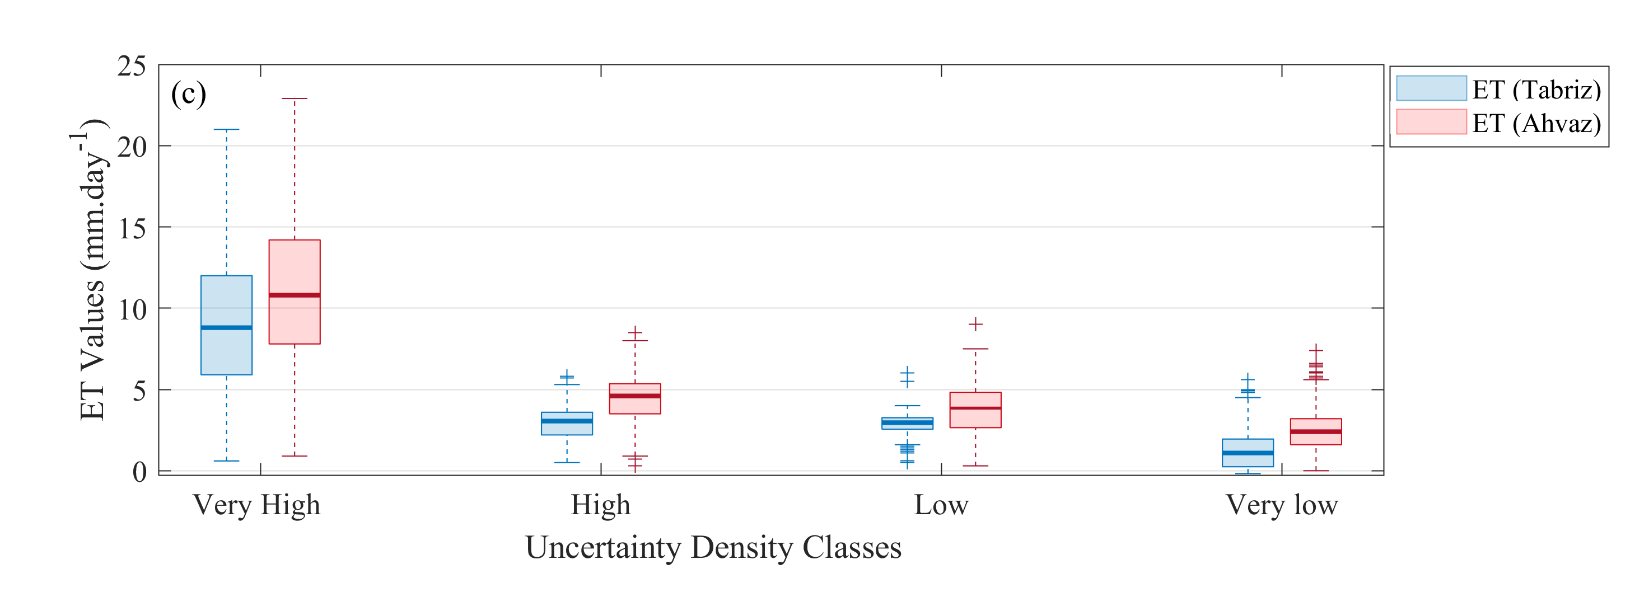 (c)
25
20
15
10
5
0
ET Values (mm.day-1)
Very High
High
Low
Very low
Uncertainty Density Classes
ET (Tabriz)
ET (Ahvaz)